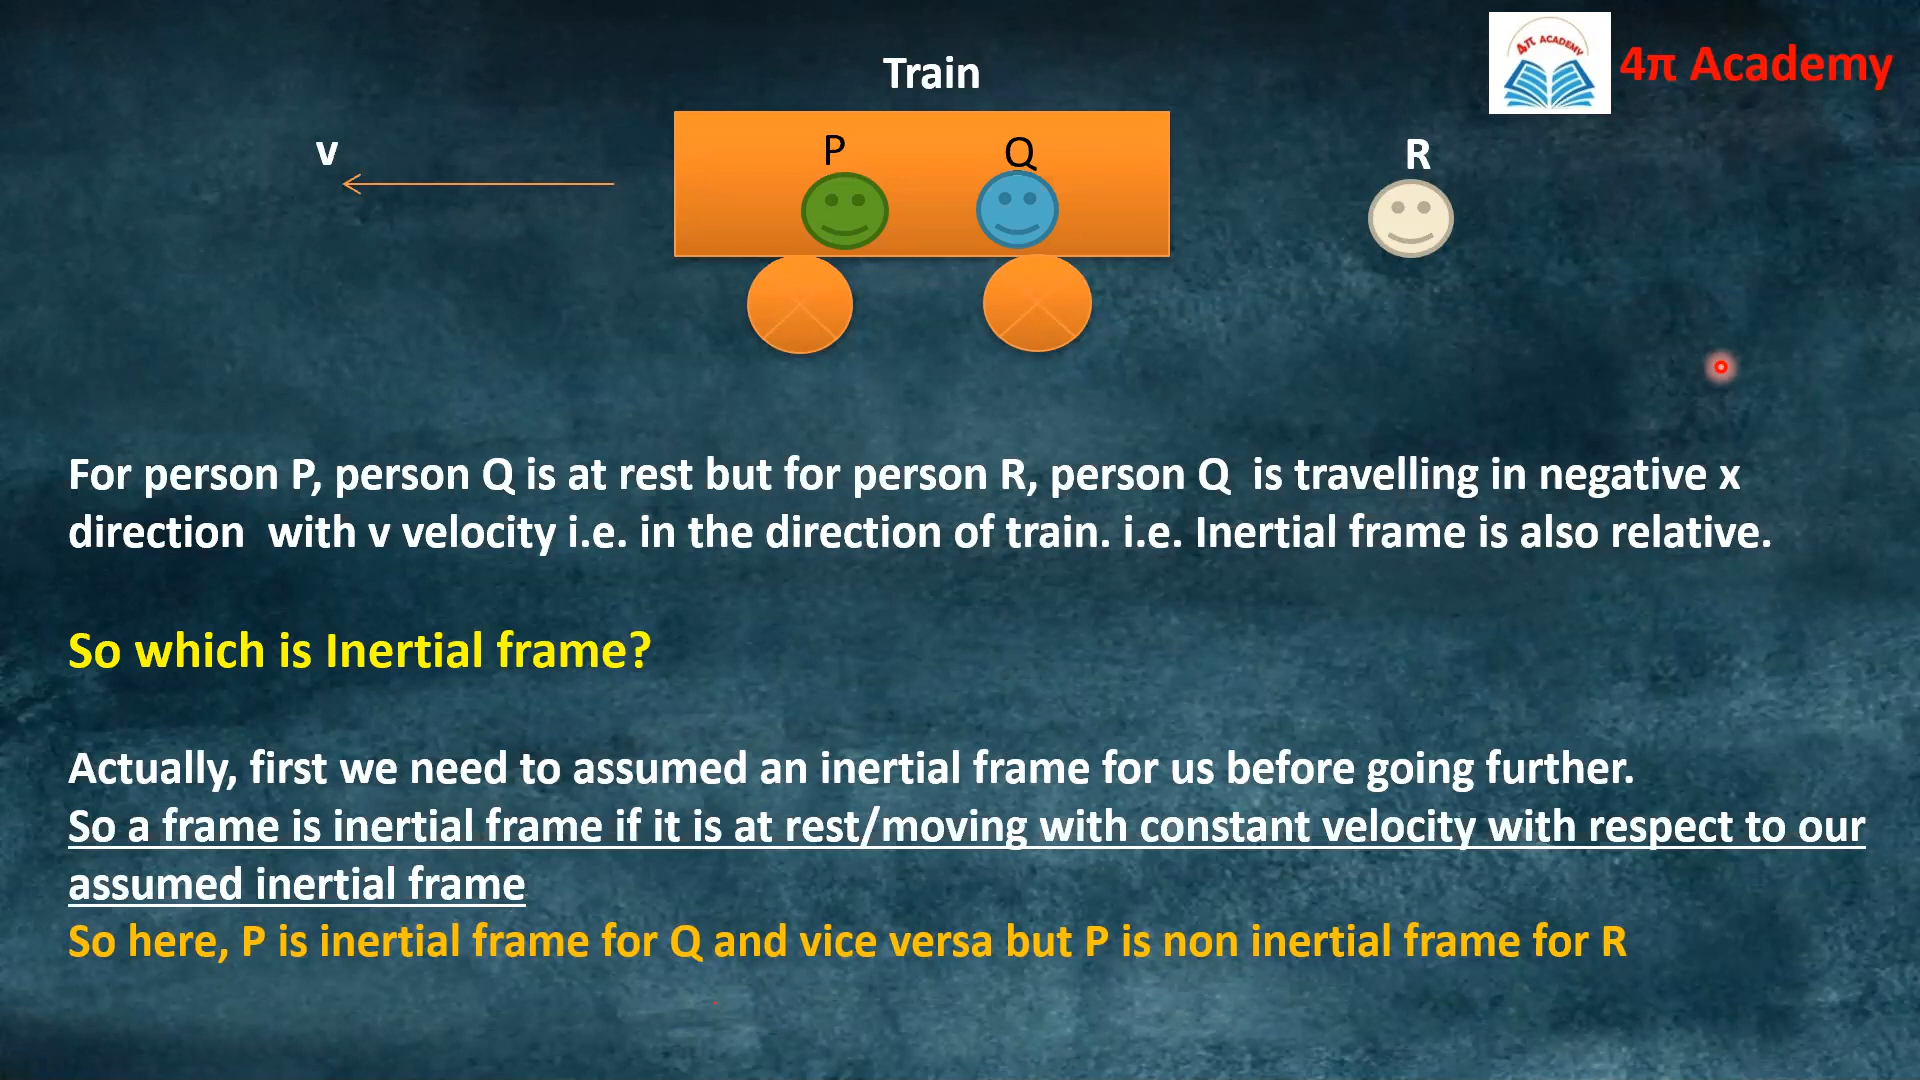 Train
4π ACADEMY
4π Academy
v
P
Q
R
For person P, person Q is at rest but for person R, person Q is travelling in negative x
direction with v velocity i.e. in the direction of train. i.e. Inertial frame is also relative.
So which is Inertial frame?
Actually, first we need to assumed an inertial frame for us before going further.
So a frame is inertial frame if it is at rest/moving with constant velocity with respect to our
assumed inertial frame
So here, P is inertial frame for Q and vice versa but P is non inertial frame for R